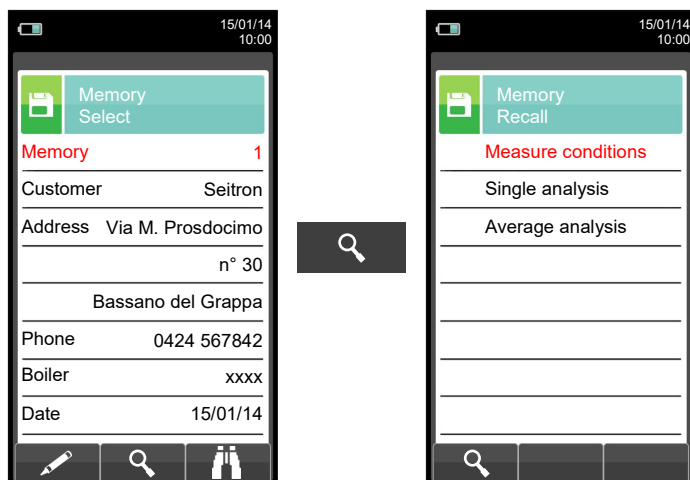 15/01/14
10:00
Memory
Select
Memory 1
Customer Seitron
Address Via M. Prosdocimo
n° 30
Bassano del Grappa
Phone 0424 567842
Boiler xxxx
Date 15/01/14
15/01/14
10:00
Memory
Recall
Measure conditions
Single analysis
Average analysis